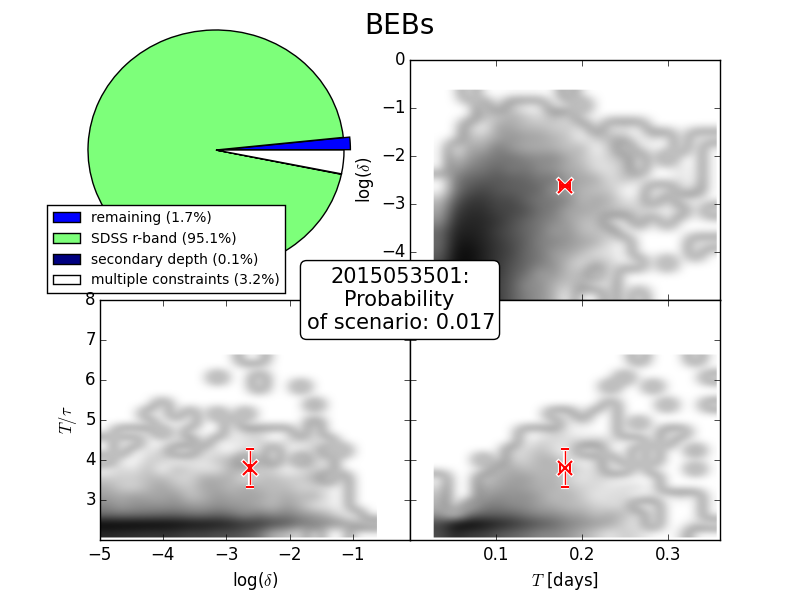 BEBs
remaining (1.7%)
SDSS r-band (95.1%)
secondary depth (0.1%)
multiple constraints (3.2%)
0
−1
−2
−3
−4
log(δ)
2015053501:
Probability
of scenario: 0.017
8
7
6
5
4
3
T/τ
−5 −4 −3 −2 −1
log(δ)
0.1 0.2 0.3
T [days]